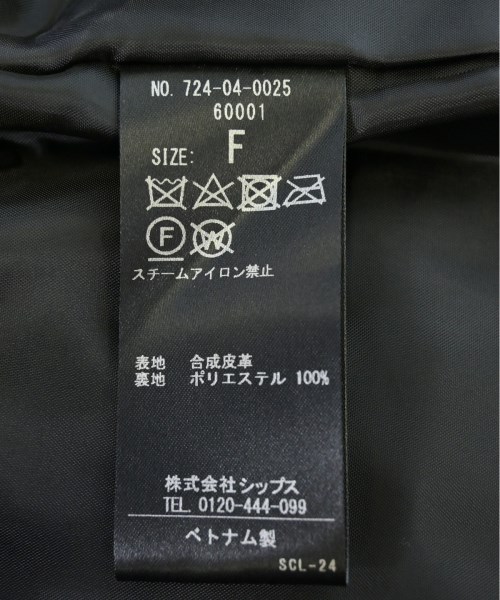 NO. 724-04-0025
60001
SIZE: F
F W
スチームアイロン禁止
表地 合成皮革
裏地 ポリエステル 100%
株式会社シップス
TEL. 0120-444-099
ベトナム製
SCL-24